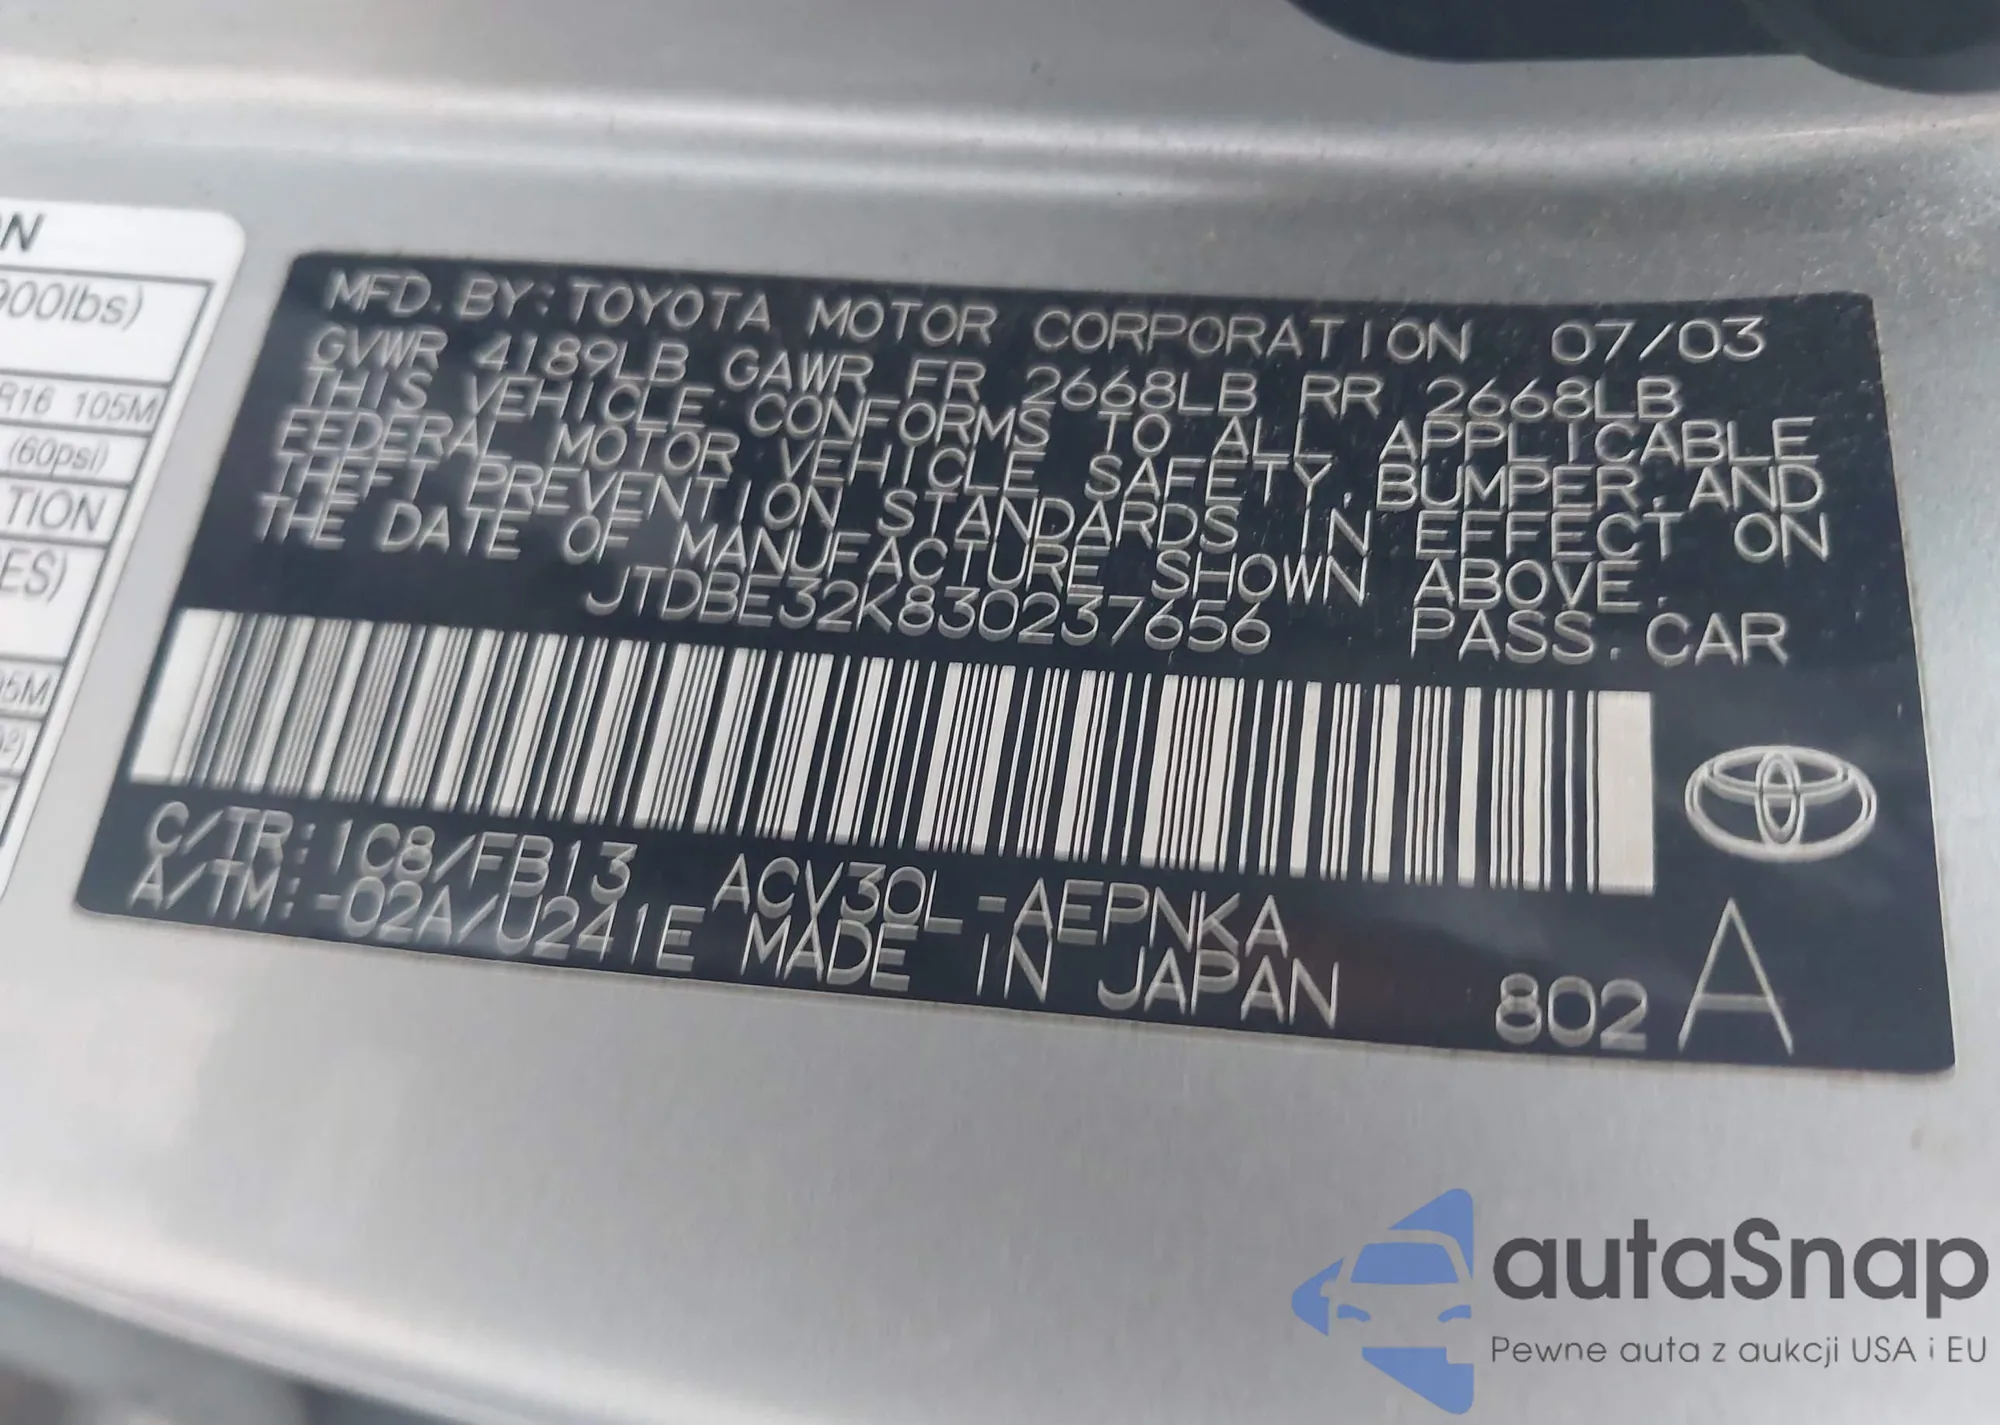 ON
900lbs)
R16 105M
(60psi)
TION
ES)
95M
MFD. BY: TOYOTA MOTOR CORPORATION 07/03
GVWR 4189LB GAWR FR 2668LB RR 2668LB
THIS VEHICLE CONFORMS TO ALL APPLICABLE
FEDERAL MOTOR VEHICLE SAFETY, BUMPER, AND
THEFT PREVENTION STANDARDS IN EFFECT ON
THE DATE OF MANUFACTURE SHOWN ABOVE.
JTDBE32K830237656 PASS. CAR
C/TR: 1C8/FB13 ACV30L-AEPNKA
A/TM: -02A/U241E MADE IN JAPAN 802 A
autaSnap
Pewne auta z aukcji USA i EU